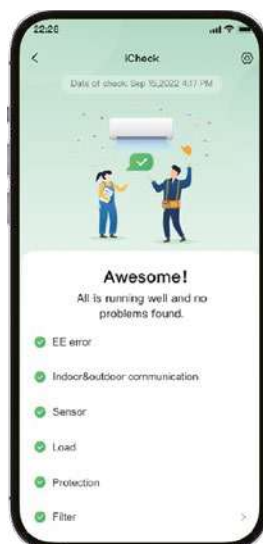 22:26
iCheck
Date of check: Sep 15,2022 4:17 PM
Awesome!
All is running well and no
problems found.
EE error
Indoor&outdoor communication
Sensor
Load
Protection
Filter